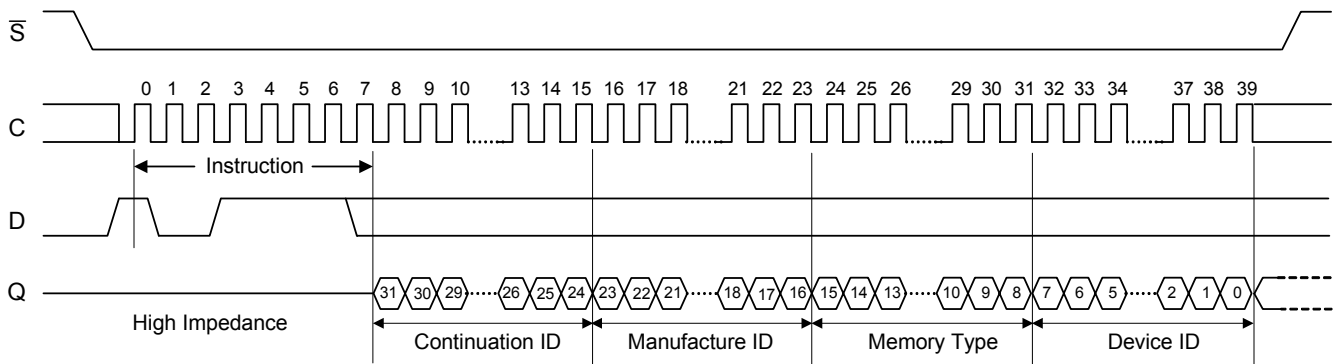 S
0 1 2 3 4 5 6 7 8 9 10 13 14 15 16 17 18 21 22 23 24 25 26 29 30 31 32 33 34 37 38 39
C
Instruction
D
Q
31 30 29 26 25 24 23 22 21 18 17 16 15 14 13 10 9 8 7 6 5 2 1 0
High Impedance
Continuation ID Manufacture ID Memory Type Device ID